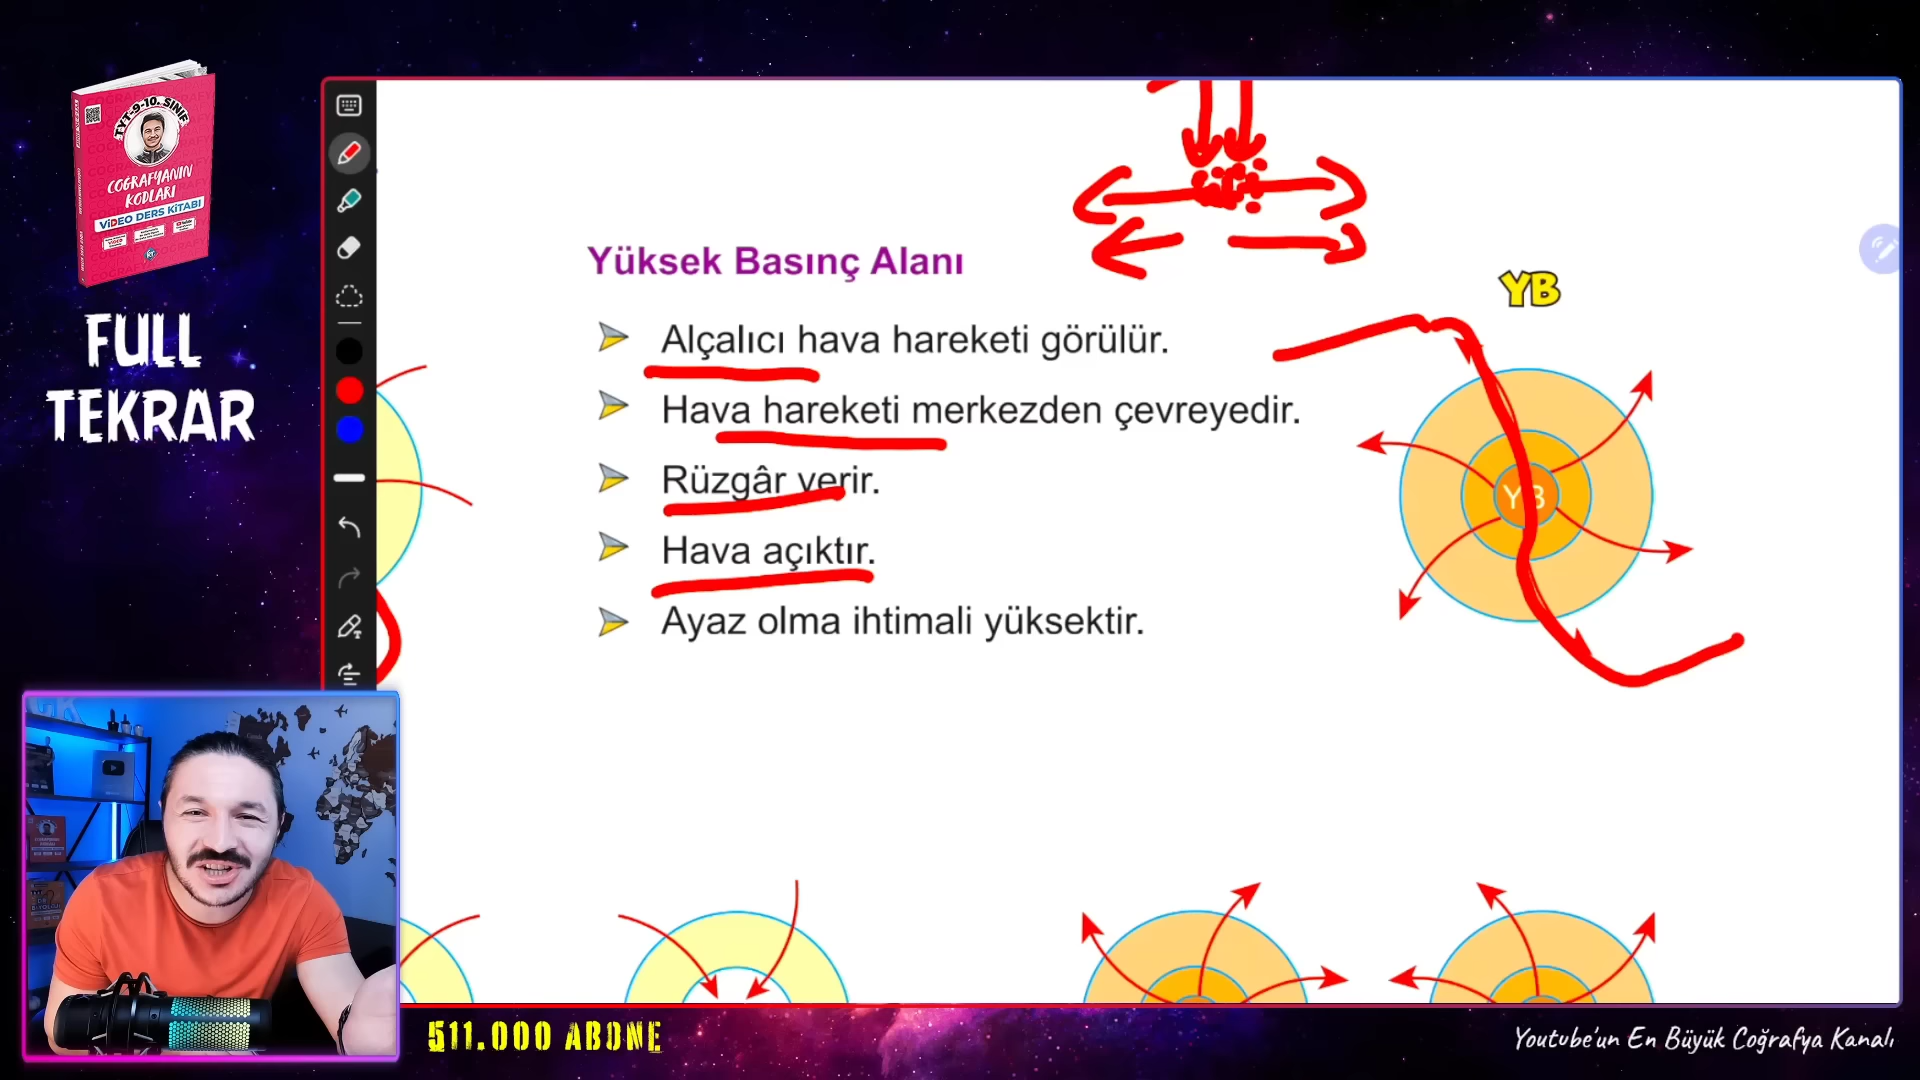 TYT-9-10. SINIF
COĞRAFYANIN
KODLARI
VİDEO DERS KİTABI
FULL
TEKRAR
Yüksek Basınç Alanı
Alçalıcı hava hareketi görülür.
Hava hareketi merkezden çevreyedir.
Rüzgâr verir.
Hava açıktır.
Ayaz olma ihtimali yüksektir.
YB
YB
511.000 ABONE
Youtube'un En Büyük Coğrafya Kanalı